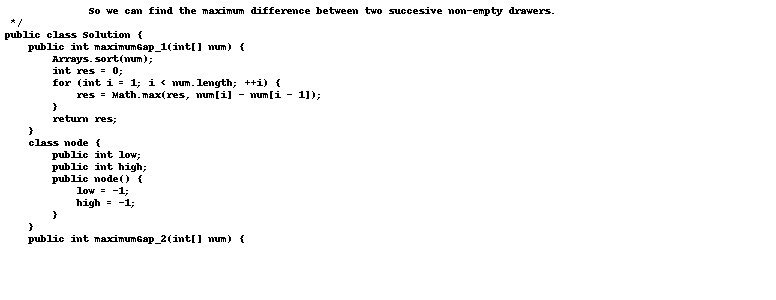 So we can find the maximum difference between two succesive non-empty drawers.
*/
public class Solution {
public int maximumGap_1(int[] num) {
Arrays.sort(num);
int res = 0;
for (int i = 1; i < num.length; ++i) {
res = Math.max(res, num[i] - num[i - 1]);
}
return res;
}
class node {
public int low;
public int high;
public node() {
low = -1;
high = -1;
}
}
public int maximumGap_2(int[] num) {